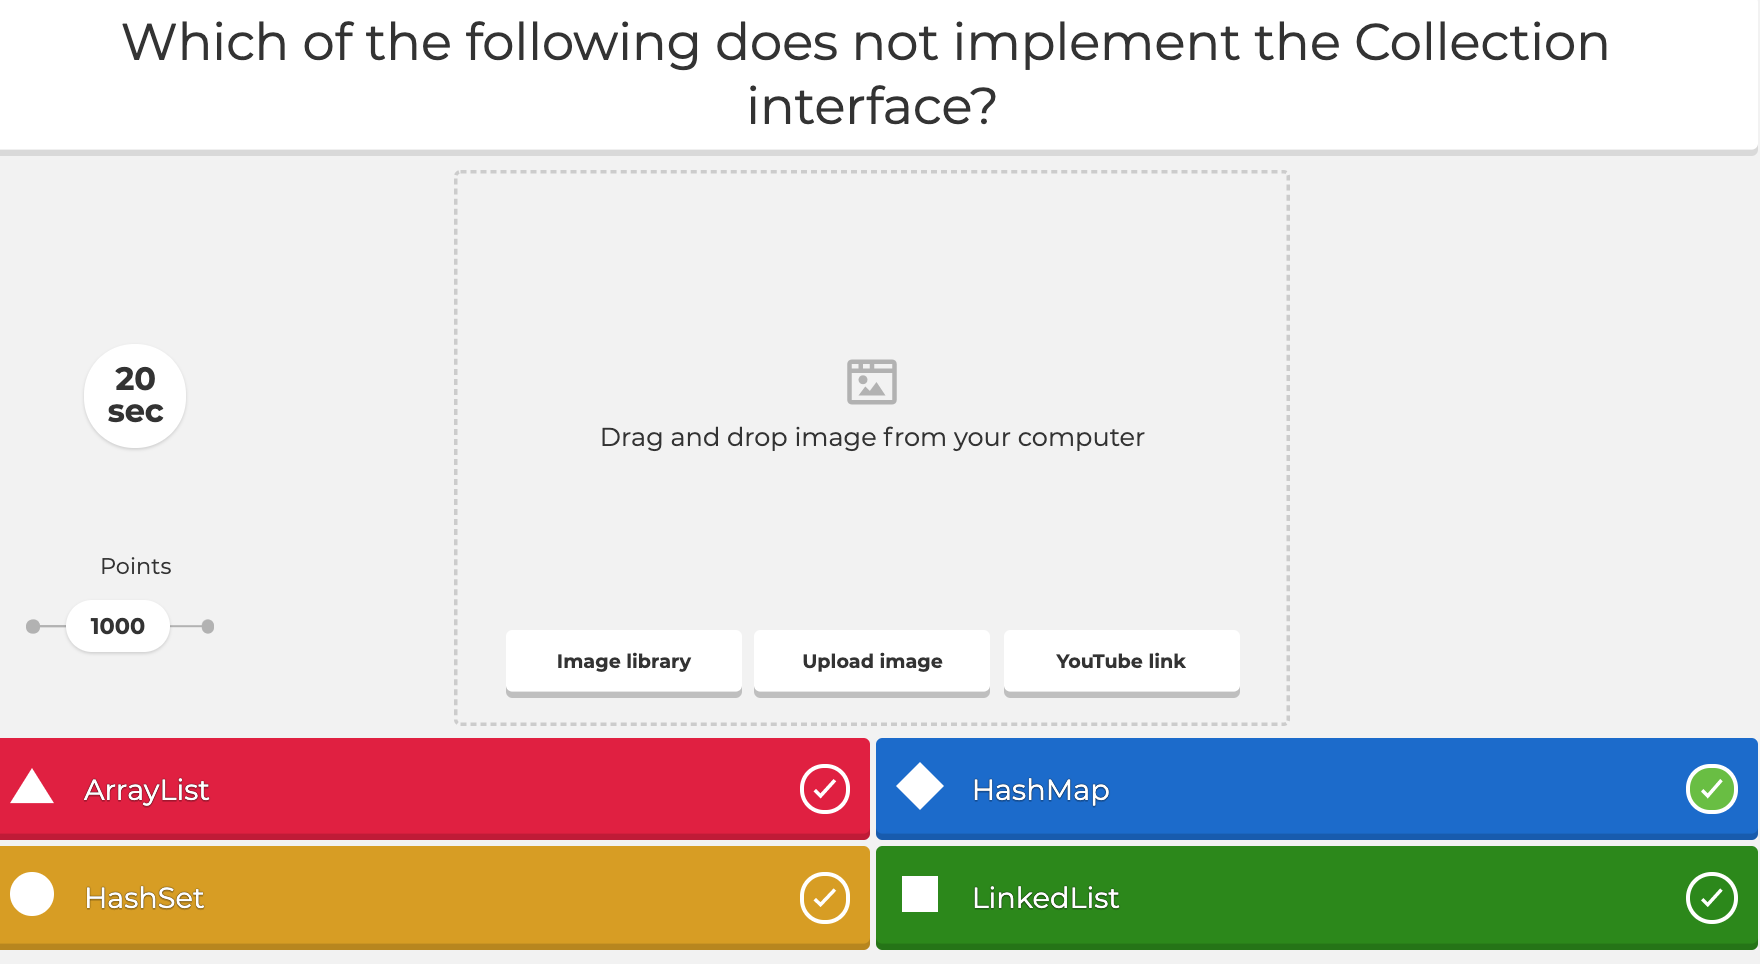 Which of the following does not implement the Collection
interface?
20
sec
Drag and drop image from your computer
Points
1000
Image library
Upload image
YouTube link
ArrayList
HashMap
HashSet
LinkedList